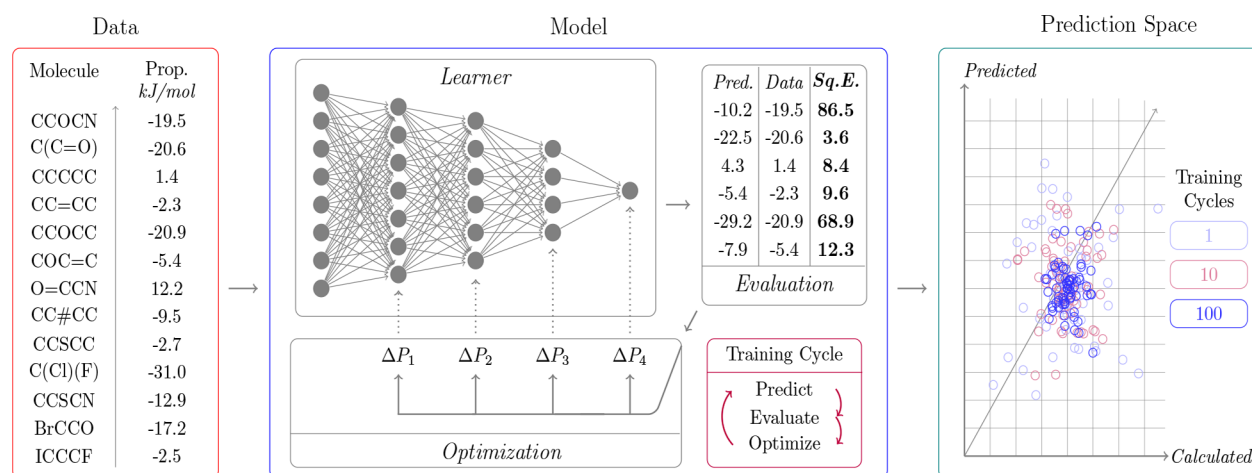 Data
Molecule Prop.
kJ/mol
CCOCN -19.5
C(C=O) -20.6
CCCCC 1.4
CC=CC -2.3
CCOCC -20.9
COC=C -5.4
O=CCN 12.2
CC#CC -9.5
CCSCC -2.7
C(Cl)(F) -31.0
CCSCN -12.9
BrCCO -17.2
ICCCF -2.5
Model
Learner
Pred. Data Sq.E.
-10.2 -19.5 86.5
-22.5 -20.6 3.6
4.3 1.4 8.4
-5.4 -2.3 9.6
-29.2 -20.9 68.9
-7.9 -5.4 12.3
Evaluation
ΔP₁ ΔP₂ ΔP₃ ΔP₄
Optimization
Training Cycle
Predict
Evaluate
Optimize
Prediction Space
Predicted
Calculated
Training
Cycles
1
10
100